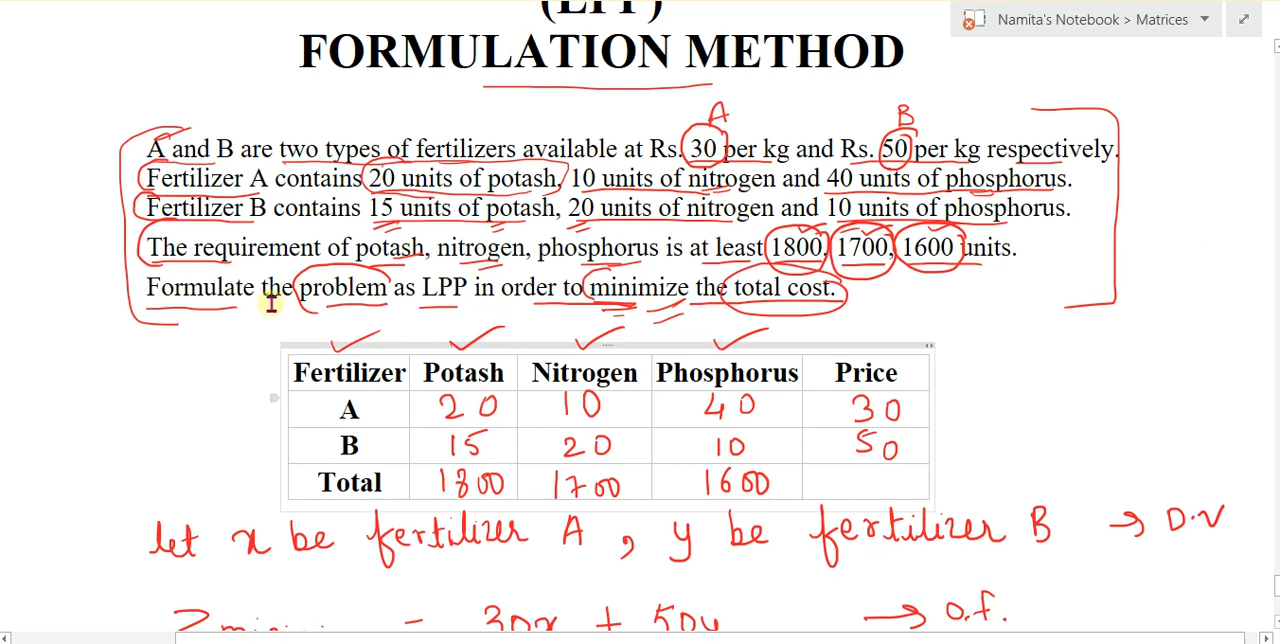 (LPP)
Namita's Notebook > Matrices
FORMULATION METHOD
A B
A and B are two types of fertilizers available at Rs. 30 per kg and Rs. 50 per kg respectively.
Fertilizer A contains 20 units of potash, 10 units of nitrogen and 40 units of phosphorus.
Fertilizer B contains 15 units of potash, 20 units of nitrogen and 10 units of phosphorus.
The requirement of potash, nitrogen, phosphorus is at least 1800, 1700, 1600 units.
Formulate the problem as LPP in order to minimize the total cost.
Fertilizer Potash Nitrogen Phosphorus Price
A 20 10 40 30
B 15 20 10 50
Total 1800 1700 1600
let x be fertilizer A , y be fertilizer B → D.V
Z = 30x + 50y → O.f.